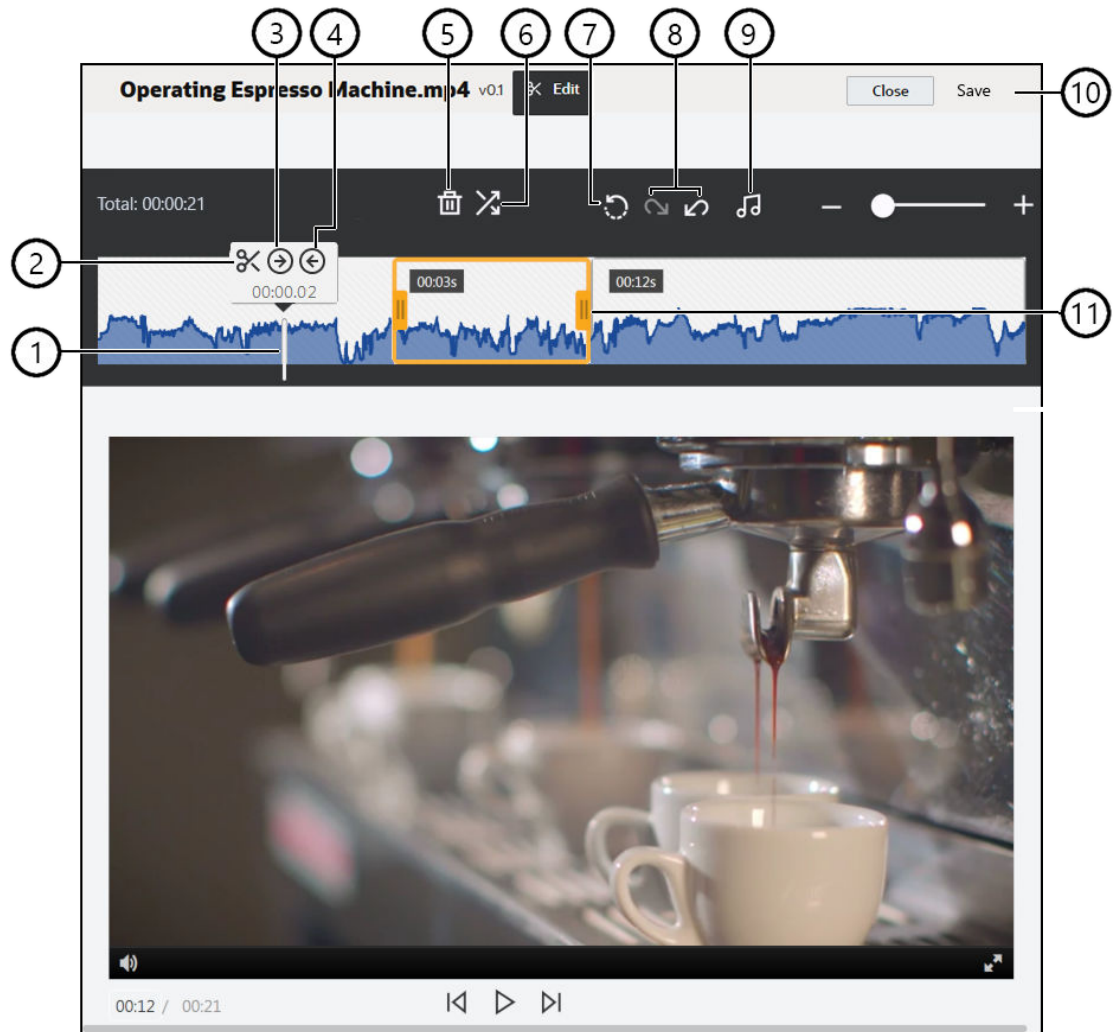 3 4 5 6 7 8 9
Operating Espresso Machine.mp4 v0.1 Edit Close Save 10
Total: 00:00:21
2
00:00.02
00:03s 00:12s
11
1
00:12 / 00:21